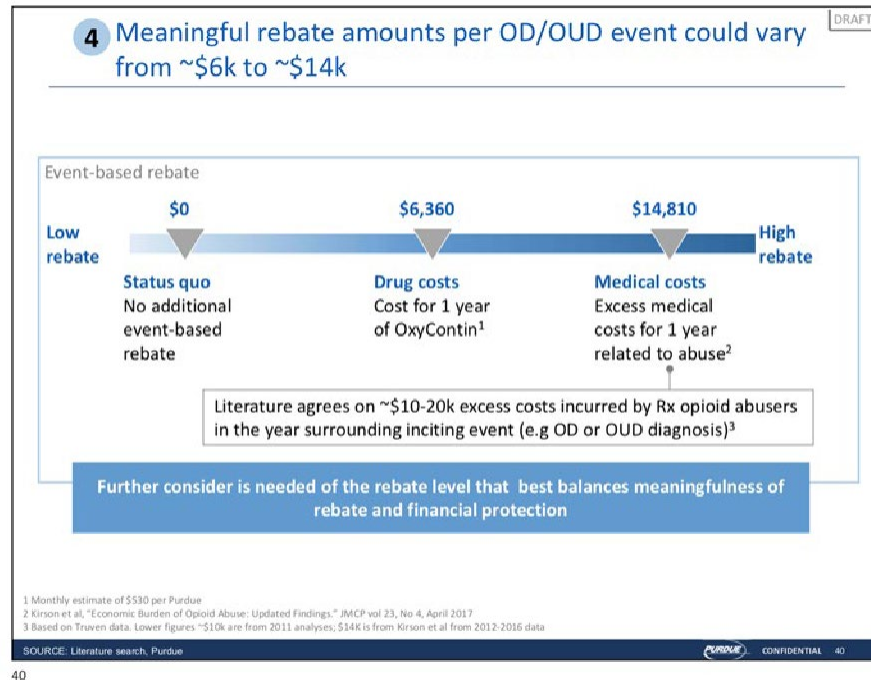 DRAFT
4 Meaningful rebate amounts per OD/OUD event could vary
from ~$6k to ~$14k
Event-based rebate
$0 $6,360 $14,810
Low
rebate
High
rebate
Status quo
No additional
event-based
rebate
Drug costs
Cost for 1 year
of OxyContin¹
Medical costs
Excess medical
costs for 1 year
related to abuse²
Literature agrees on ~$10-20k excess costs incurred by Rx opioid abusers
in the year surrounding inciting event (e.g OD or OUD diagnosis)³
Further consider is needed of the rebate level that best balances meaningfulness of
rebate and financial protection
1 Monthly estimate of $530 per Purdue
2 Kirson et al, "Economic Burden of Opioid Abuse: Updated Findings." JMCP vol 23, No 4, April 2017
3 Based on Truven data. Lower figures ~$10k are from 2011 analyses; $14K is from Kirson et al from 2012-2016 data
SOURCE: Literature search, Purdue
PURDUE CONFIDENTIAL 40
40